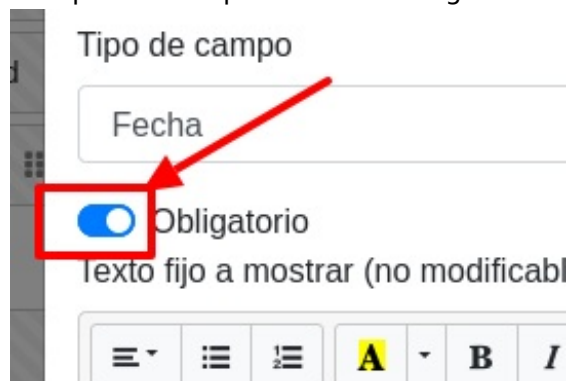 Tipo de campo
Fecha
Obligatorio
Texto fijo a mostrar (no modificabl
A B I